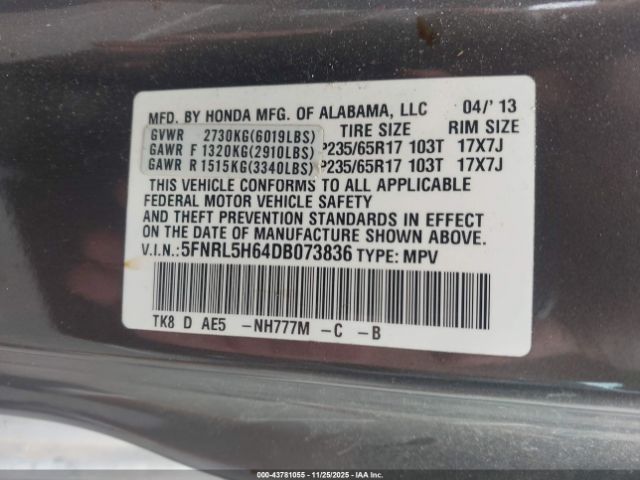 MFD. BY HONDA MFG. OF ALABAMA, LLC 04/'13
GVWR 2730KG(6019LBS) TIRE SIZE RIM SIZE
GAWR F 1320KG(2910LBS) P235/65R17 103T 17X7J
GAWR R 1515KG(3340LBS) P235/65R17 103T 17X7J
THIS VEHICLE CONFORMS TO ALL APPLICABLE
FEDERAL MOTOR VEHICLE SAFETY
AND THEFT PREVENTION STANDARDS IN EFFECT
ON THE DATE OF MANUFACTURE SHOWN ABOVE.
V.I.N.:5FNRL5H64DB073836 TYPE: MPV
TK8 D AE5 -NH777M -C -B
000-43781055 - 11/25/2025 - IAAI, Inc.